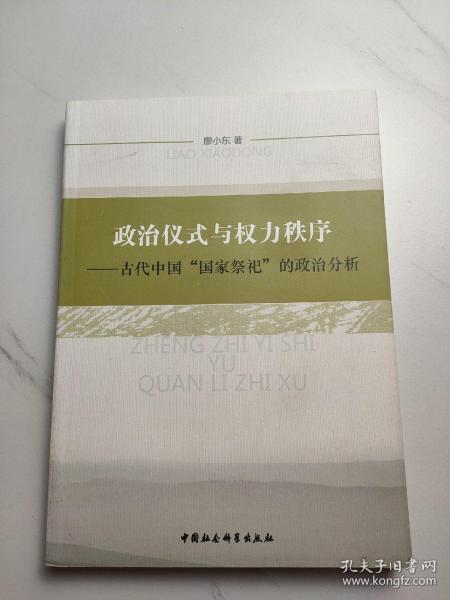 廖小东 著
LIAO XIAODONG
政治仪式与权力秩序
——古代中国“国家祭祀”的政治分析
ZHENG ZHI YI SHI
YU
QUAN LI ZHI XU
中国社会科学出版社
孔夫子旧书网
www.kongfz.com